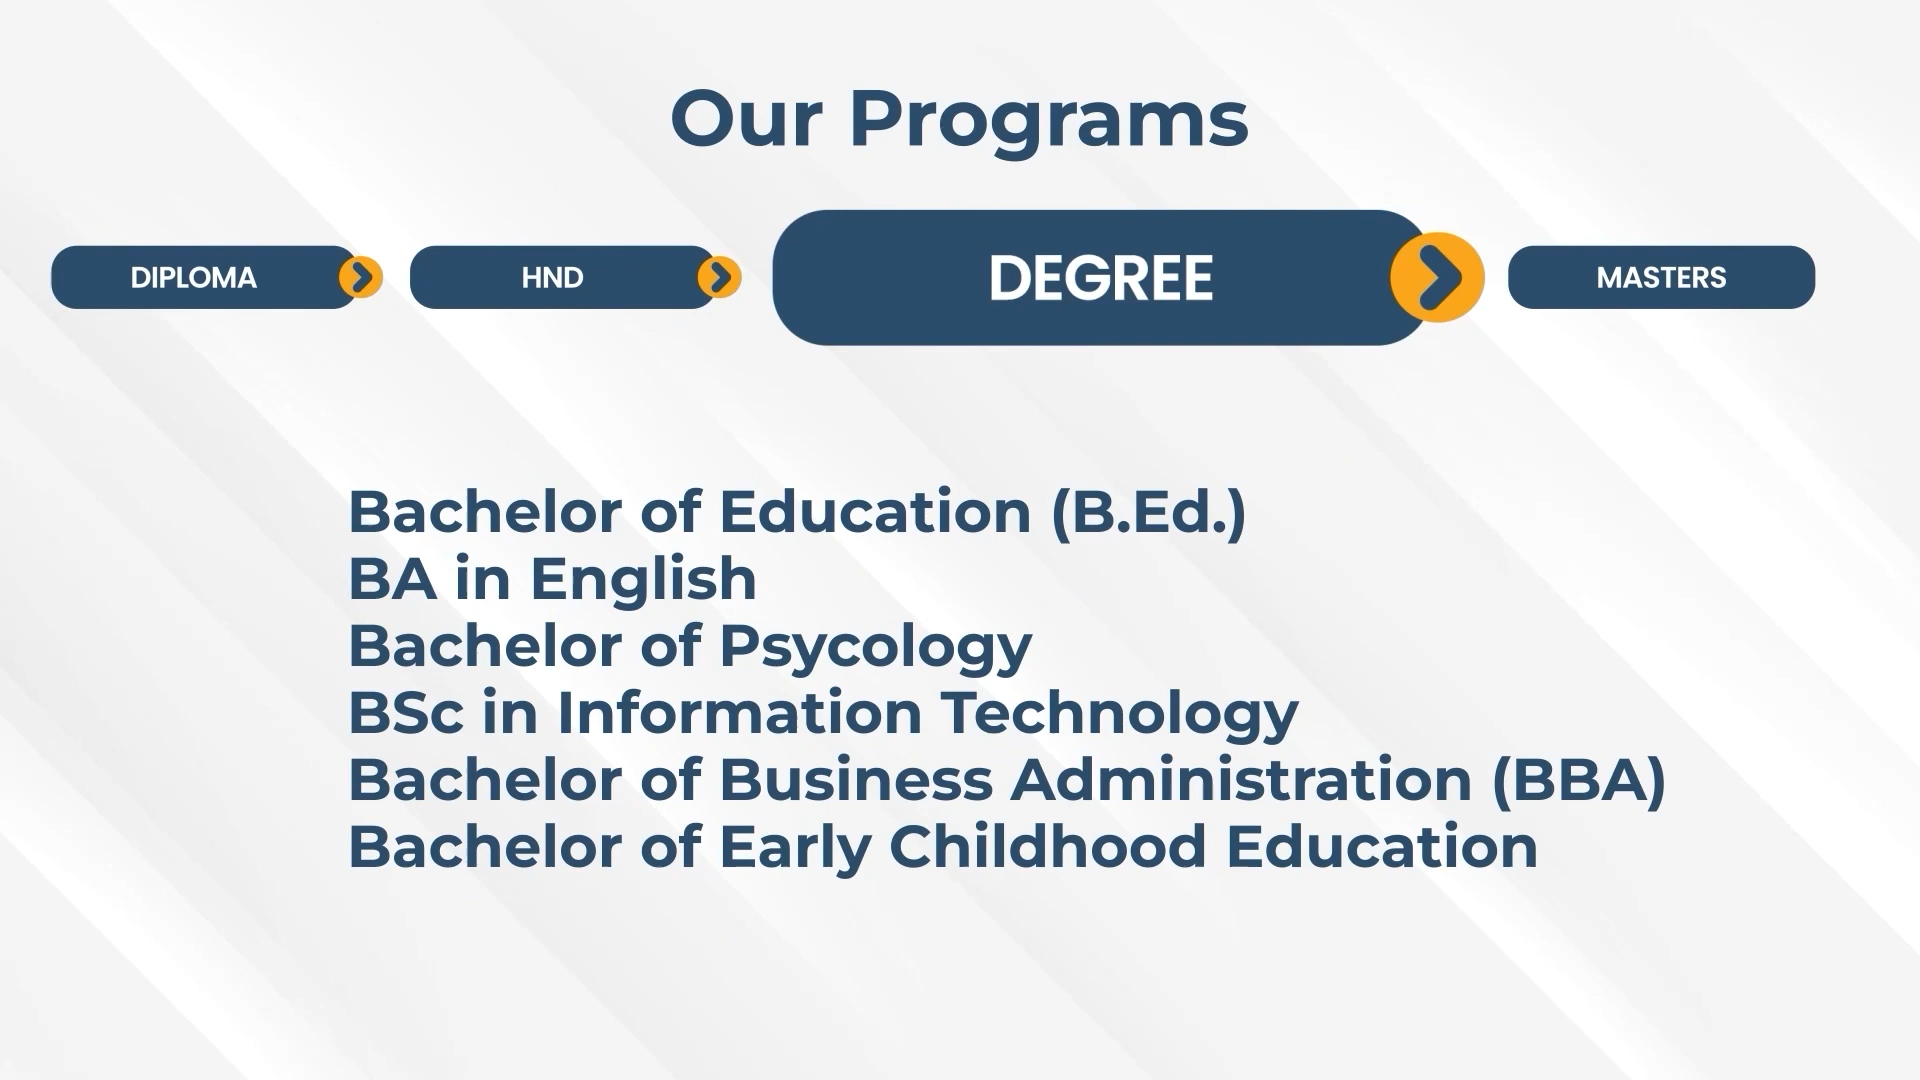 Our Programs
DIPLOMA
HND
DEGREE
MASTERS
Bachelor of Education (B.Ed.)
BA in English
Bachelor of Psycology
BSc in Information Technology
Bachelor of Business Administration (BBA)
Bachelor of Early Childhood Education